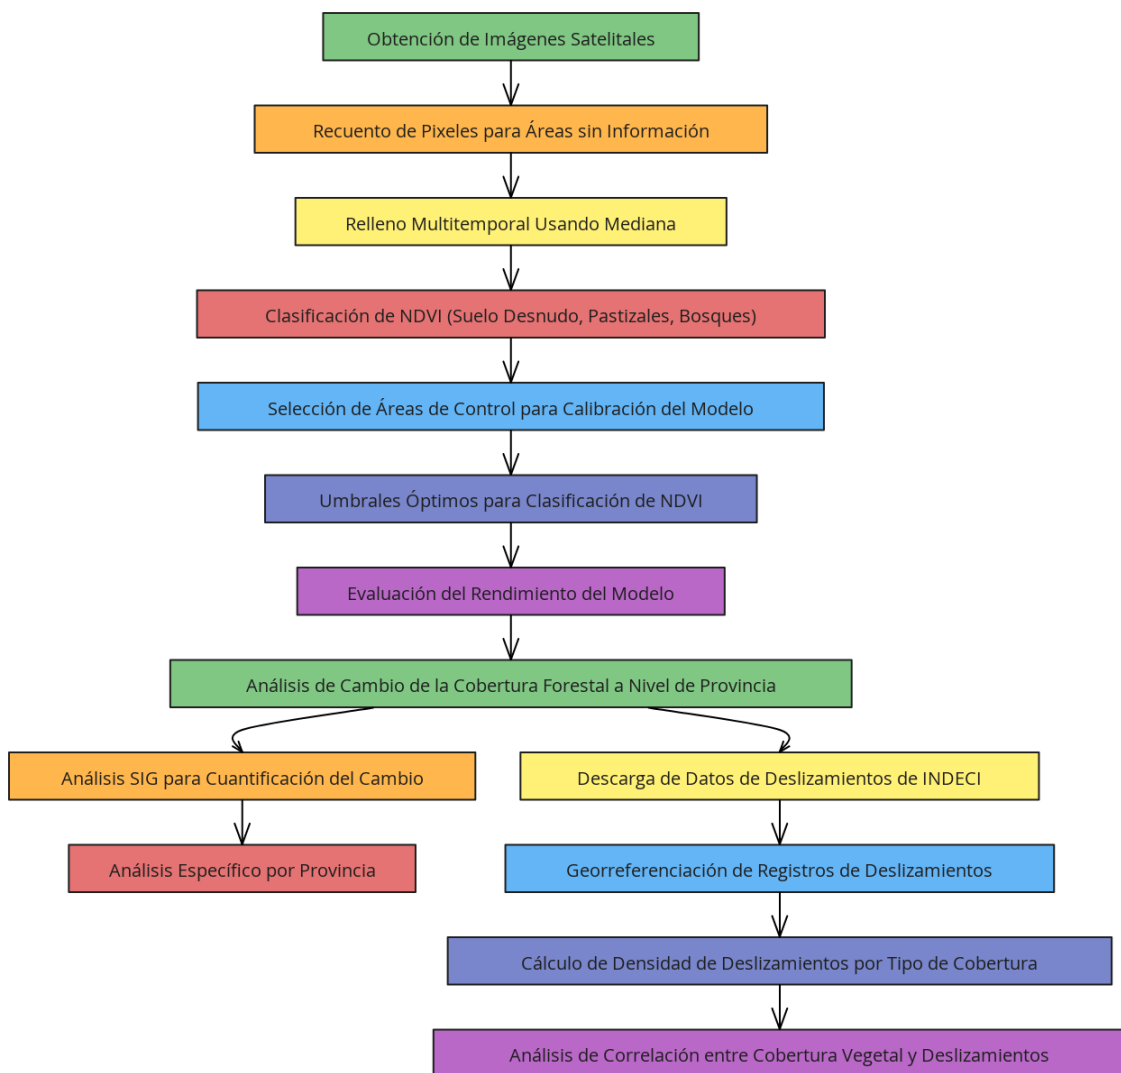 Obtención de Imágenes Satelitales
Recuento de Pixeles para Áreas sin Información
Relleno Multitemporal Usando Mediana
Clasificación de NDVI (Suelo Desnudo, Pastizales, Bosques)
Selección de Áreas de Control para Calibración del Modelo
Umbrales Óptimos para Clasificación de NDVI
Evaluación del Rendimiento del Modelo
Análisis de Cambio de la Cobertura Forestal a Nivel de Provincia
Análisis SIG para Cuantificación del Cambio
Análisis Específico por Provincia
Descarga de Datos de Deslizamientos de INDECI
Georreferenciación de Registros de Deslizamientos
Cálculo de Densidad de Deslizamientos por Tipo de Cobertura
Análisis de Correlación entre Cobertura Vegetal y Deslizamientos